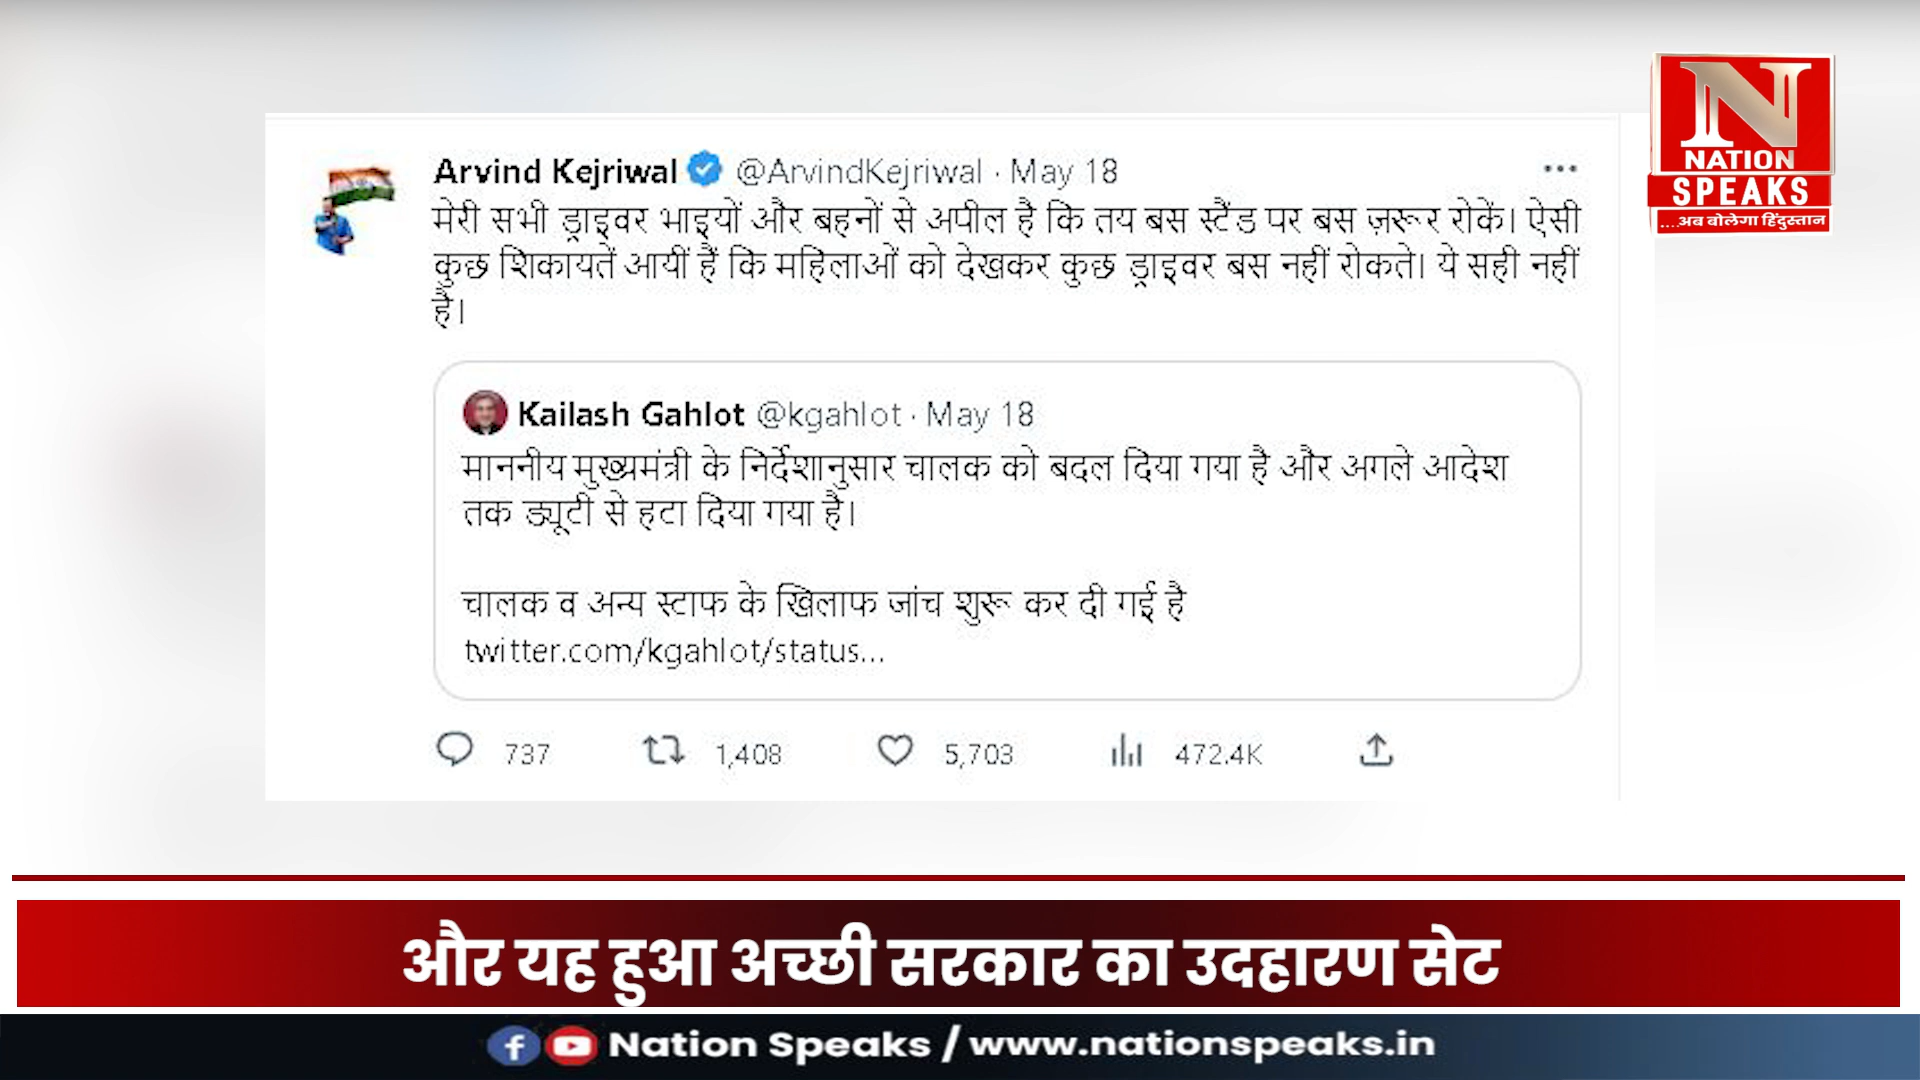 N
NATION
SPEAKS
....अब बोलेगा हिंदुस्तान
Arvind Kejriwal @ArvindKejriwal · May 18
मेरी सभी ड्राइवर भाइयों और बहनों से अपील है कि तय बस स्टैंड पर बस ज़रूर रोकें। ऐसी
कुछ शिकायतें आयीं हैं कि महिलाओं को देखकर कुछ ड्राइवर बस नहीं रोकते। ये सही नहीं
है।
Kailash Gahlot @kgahlot · May 18
माननीय मुख्यमंत्री के निर्देशानुसार चालक को बदल दिया गया है और अगले आदेश
तक ड्यूटी से हटा दिया गया है।
चालक व अन्य स्टाफ के खिलाफ जांच शुरू कर दी गई है
twitter.com/kgahlot/status...
737 1,408 5,703 472.4K
और यह हुआ अच्छी सरकार का उदहारण सेट
Nation Speaks / www.nationspeaks.in